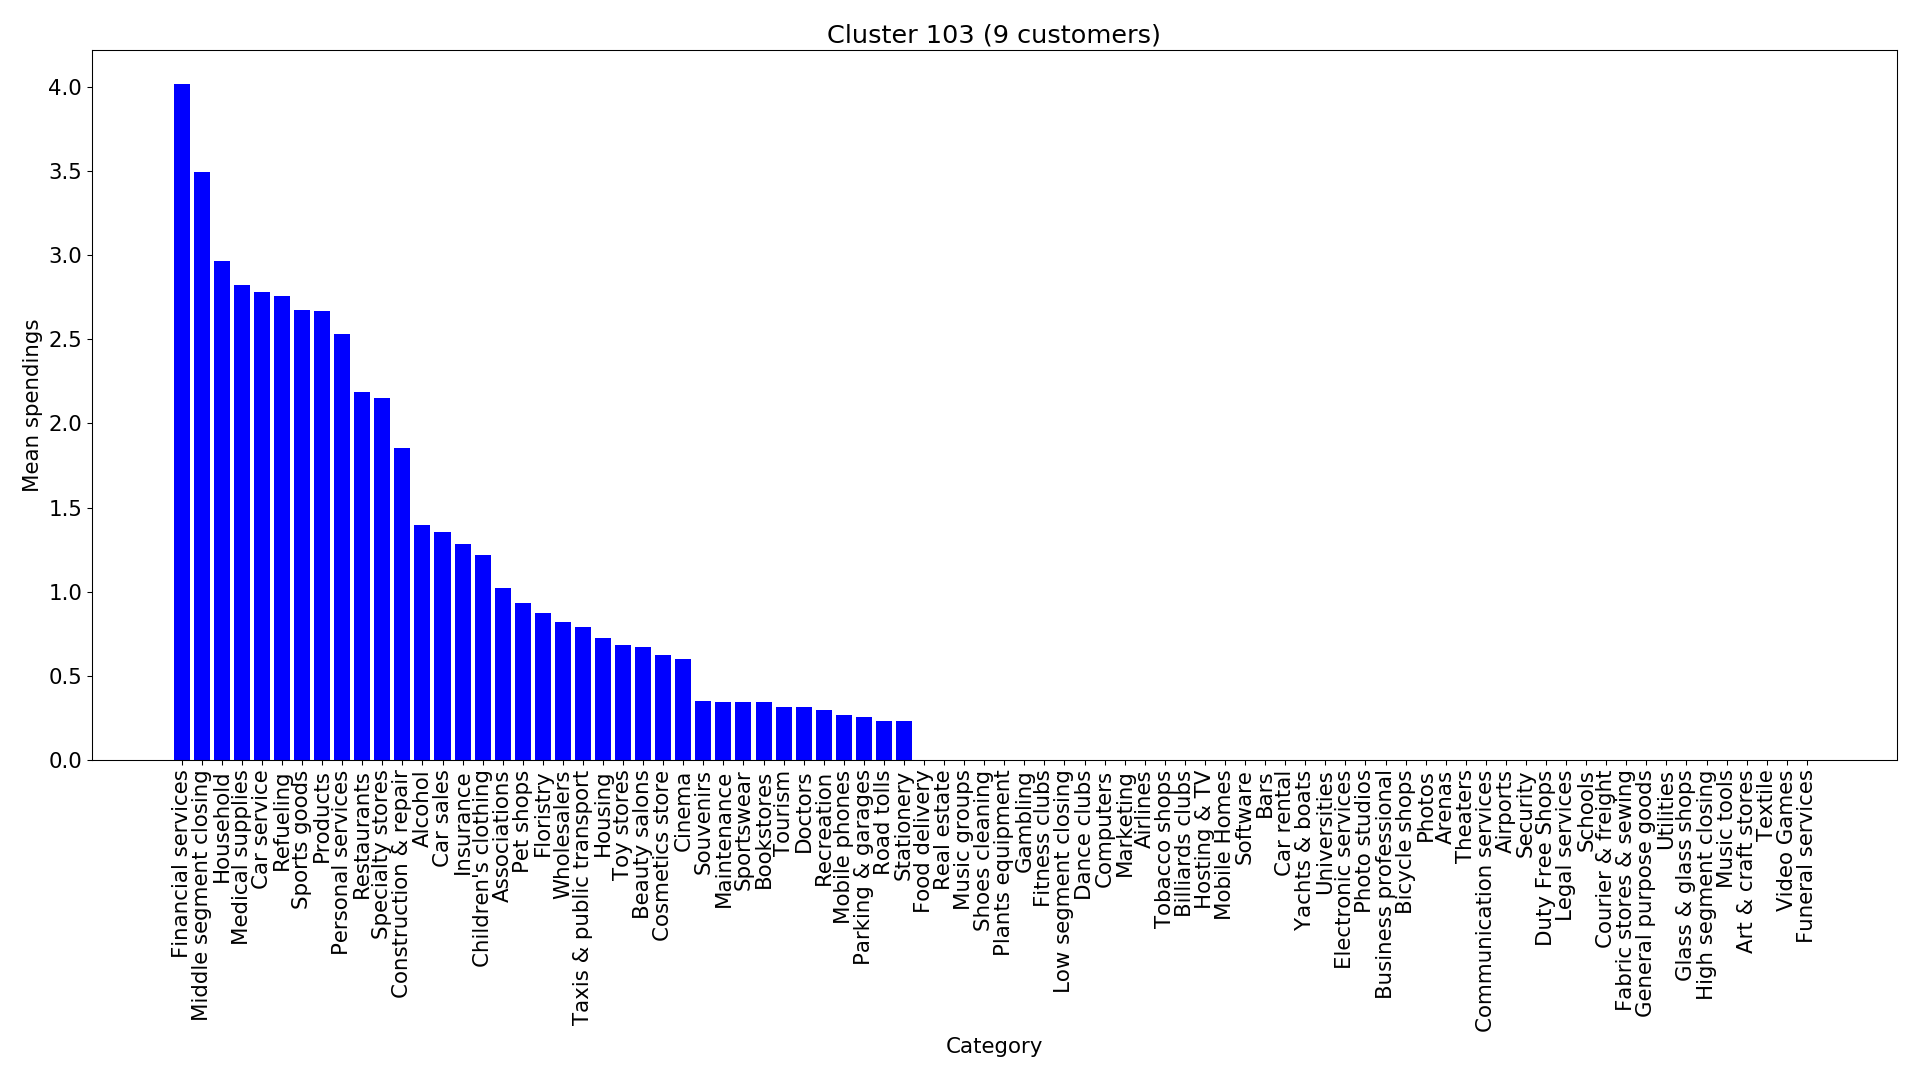 Cluster 103 (9 customers)
Mean spendings
4.0
3.5
3.0
2.5
2.0
1.5
1.0
0.5
0.0
Financial services
Middle segment closing
Household
Medical supplies
Car service
Refueling
Sports goods
Products
Personal services
Restaurants
Specialty stores
Construction & repair
Alcohol
Car sales
Insurance
Children's clothing
Associations
Pet shops
Floristry
Wholesalers
Taxis & public transport
Housing
Toy stores
Beauty salons
Cosmetics store
Cinema
Souvenirs
Maintenance
Sportswear
Bookstores
Tourism
Doctors
Recreation
Mobile phones
Parking & garages
Road tolls
Stationery
Food delivery
Real estate
Music groups
Shoes cleaning
Plants equipment
Gambling
Fitness clubs
Low segment closing
Dance clubs
Computers
Marketing
Airlines
Tobacco shops
Billiards clubs
Hosting & TV
Mobile Homes
Software
Bars
Car rental
Yachts & boats
Universities
Electronic services
Photo studios
Business professional
Bicycle shops
Photos
Arenas
Theaters
Communication services
Airports
Security
Duty Free Shops
Legal services
Schools
Courier & freight
Fabric stores & sewing
General purpose goods
Utilities
Glass & glass shops
High segment closing
Music tools
Art & craft stores
Textile
Video Games
Funeral services
Category